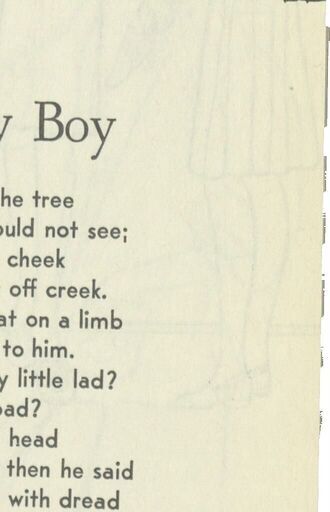 y Boy
he tree
ould not see;
cheek
off creek.
at on a limb
to him.
y little lad?
oad?
head
then he said
with dread